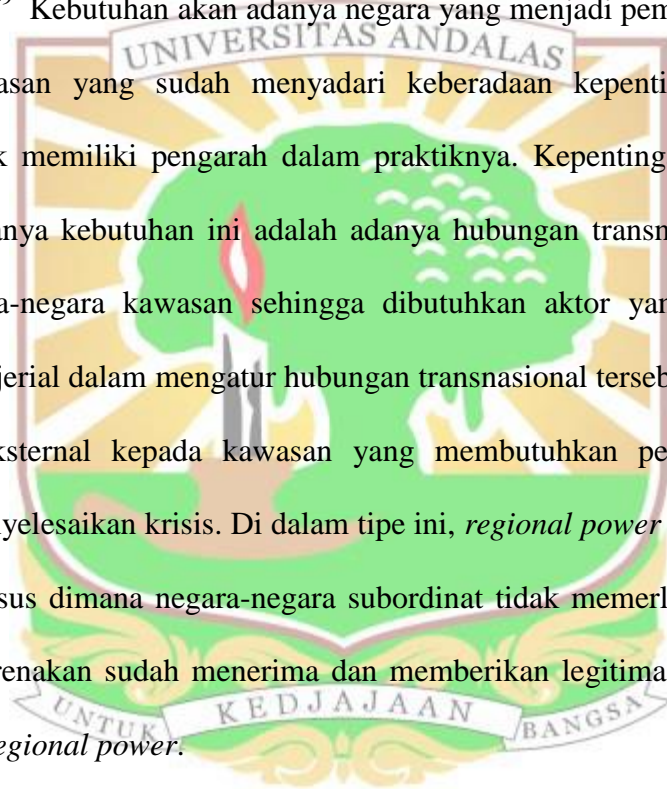 Kebutuhan akan adanya negara yang menjadi pem
UNIVERSITAS ANDALAS
asan yang sudah menyadari keberadaan kepenti
k memiliki pengarah dalam praktiknya. Kepenting
nya kebutuhan ini adalah adanya hubungan transn
a-negara kawasan sehingga dibutuhkan aktor yan
jerial dalam mengatur hubungan transnasional terseb
ksternal kepada kawasan yang membutuhkan pe
nyelesaikan krisis. Di dalam tipe ini, regional power
sus dimana negara-negara subordinat tidak memerl
renakan sudah menerima dan memberikan legitima
UNTUK KEDJAJAAN BANGSA
egional power.